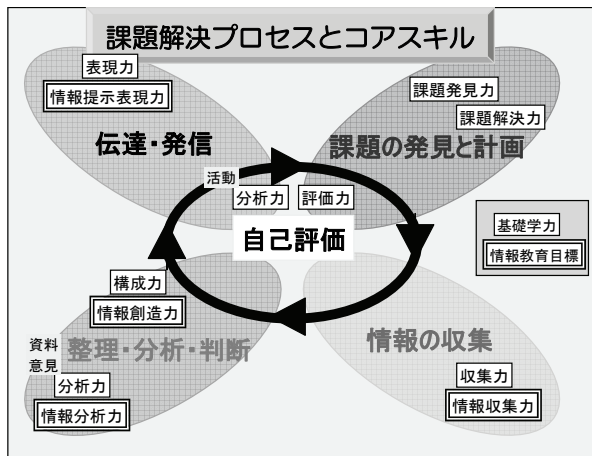 課題解決プロセスとコアスキル
表現力
情報提示表現力
伝達・発信
課題発見力
課題解決力
課題の発見と計画
活動
分析力
評価力
自己評価
基礎学力
情報教育目標
構成力
情報創造力
整理・分析・判断
資料
意見
分析力
情報分析力
情報の収集
収集力
情報収集力